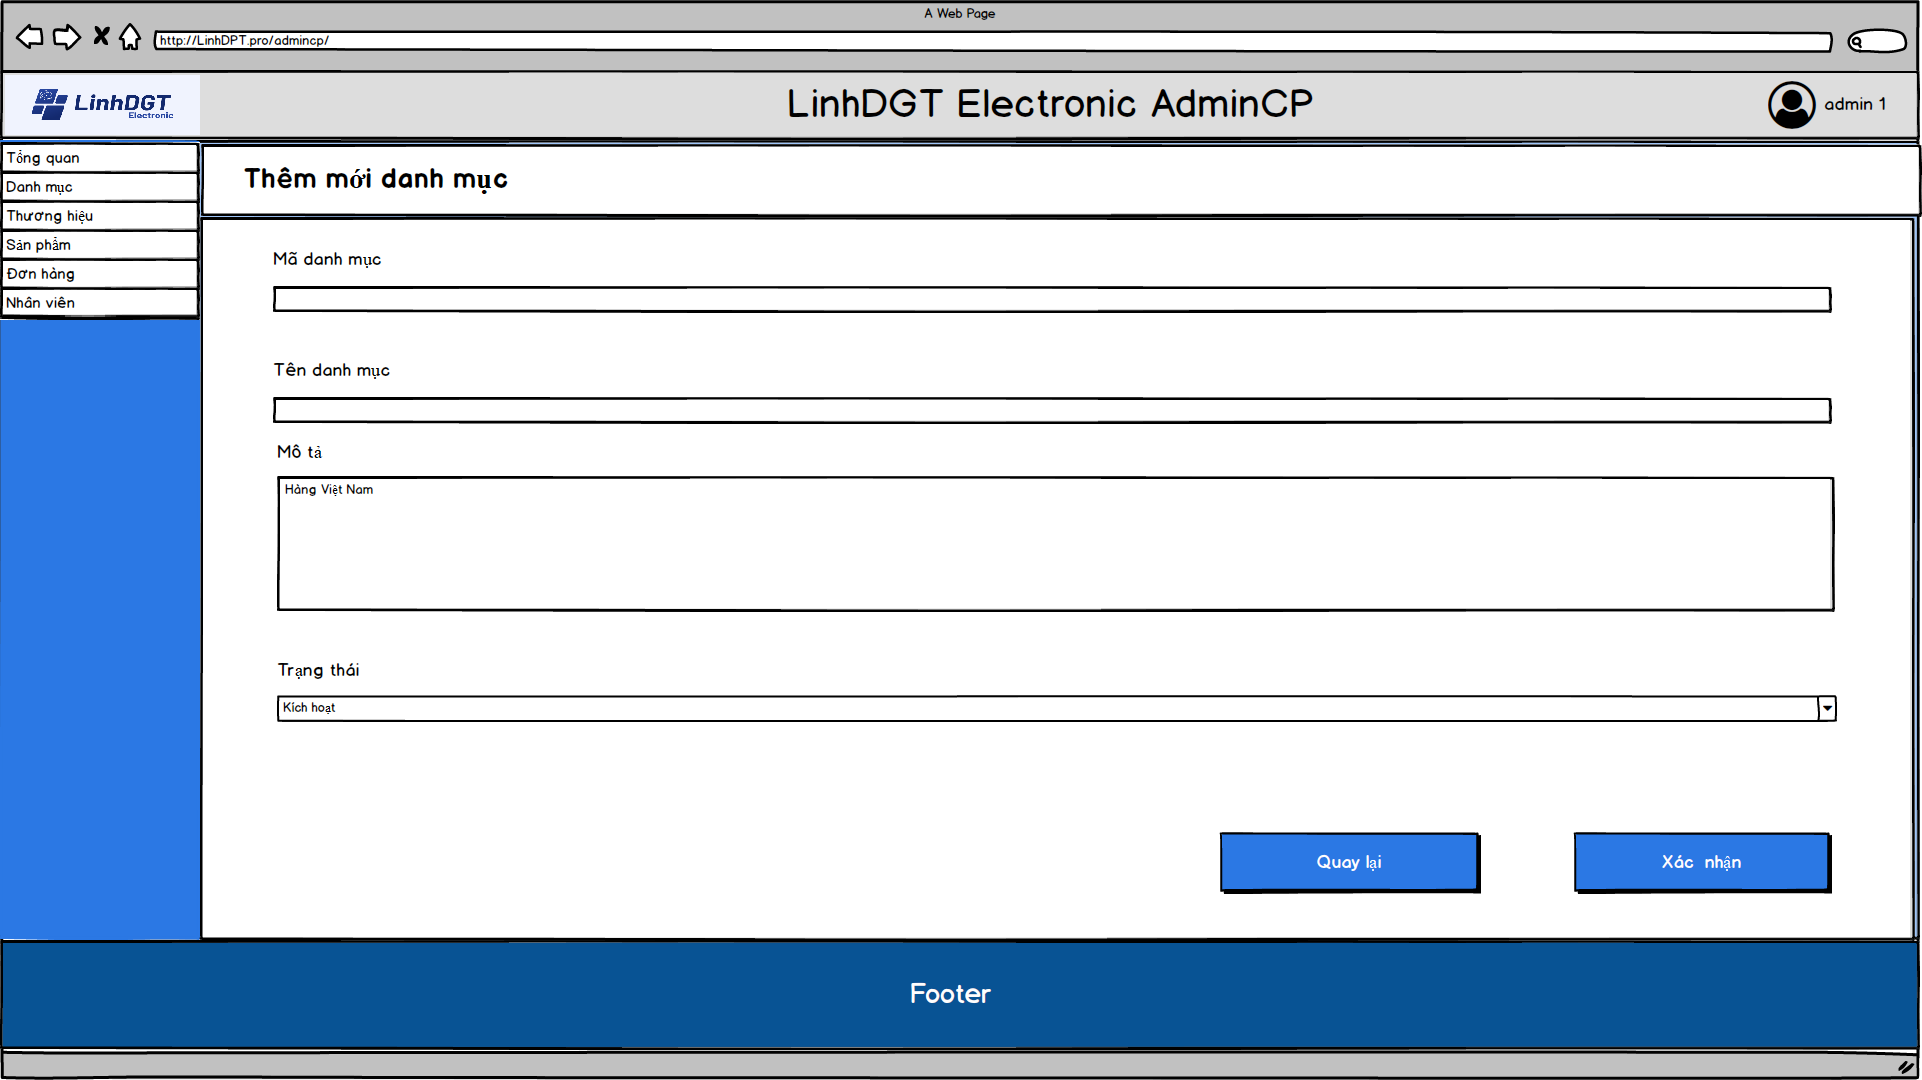 A Web Page
http://LinhDPT.pro/admincp/
LinhDGT
Electronic
LinhDGT Electronic AdminCP
admin 1
Tổng quan
Danh mục
Thương hiệu
Sản phẩm
Đơn hàng
Nhân viên
Thêm mới danh mục
Mã danh mục
Tên danh mục
Mô tả
Hàng Việt Nam
Trạng thái
Kích hoạt
Quay lại
Xác nhận
Footer